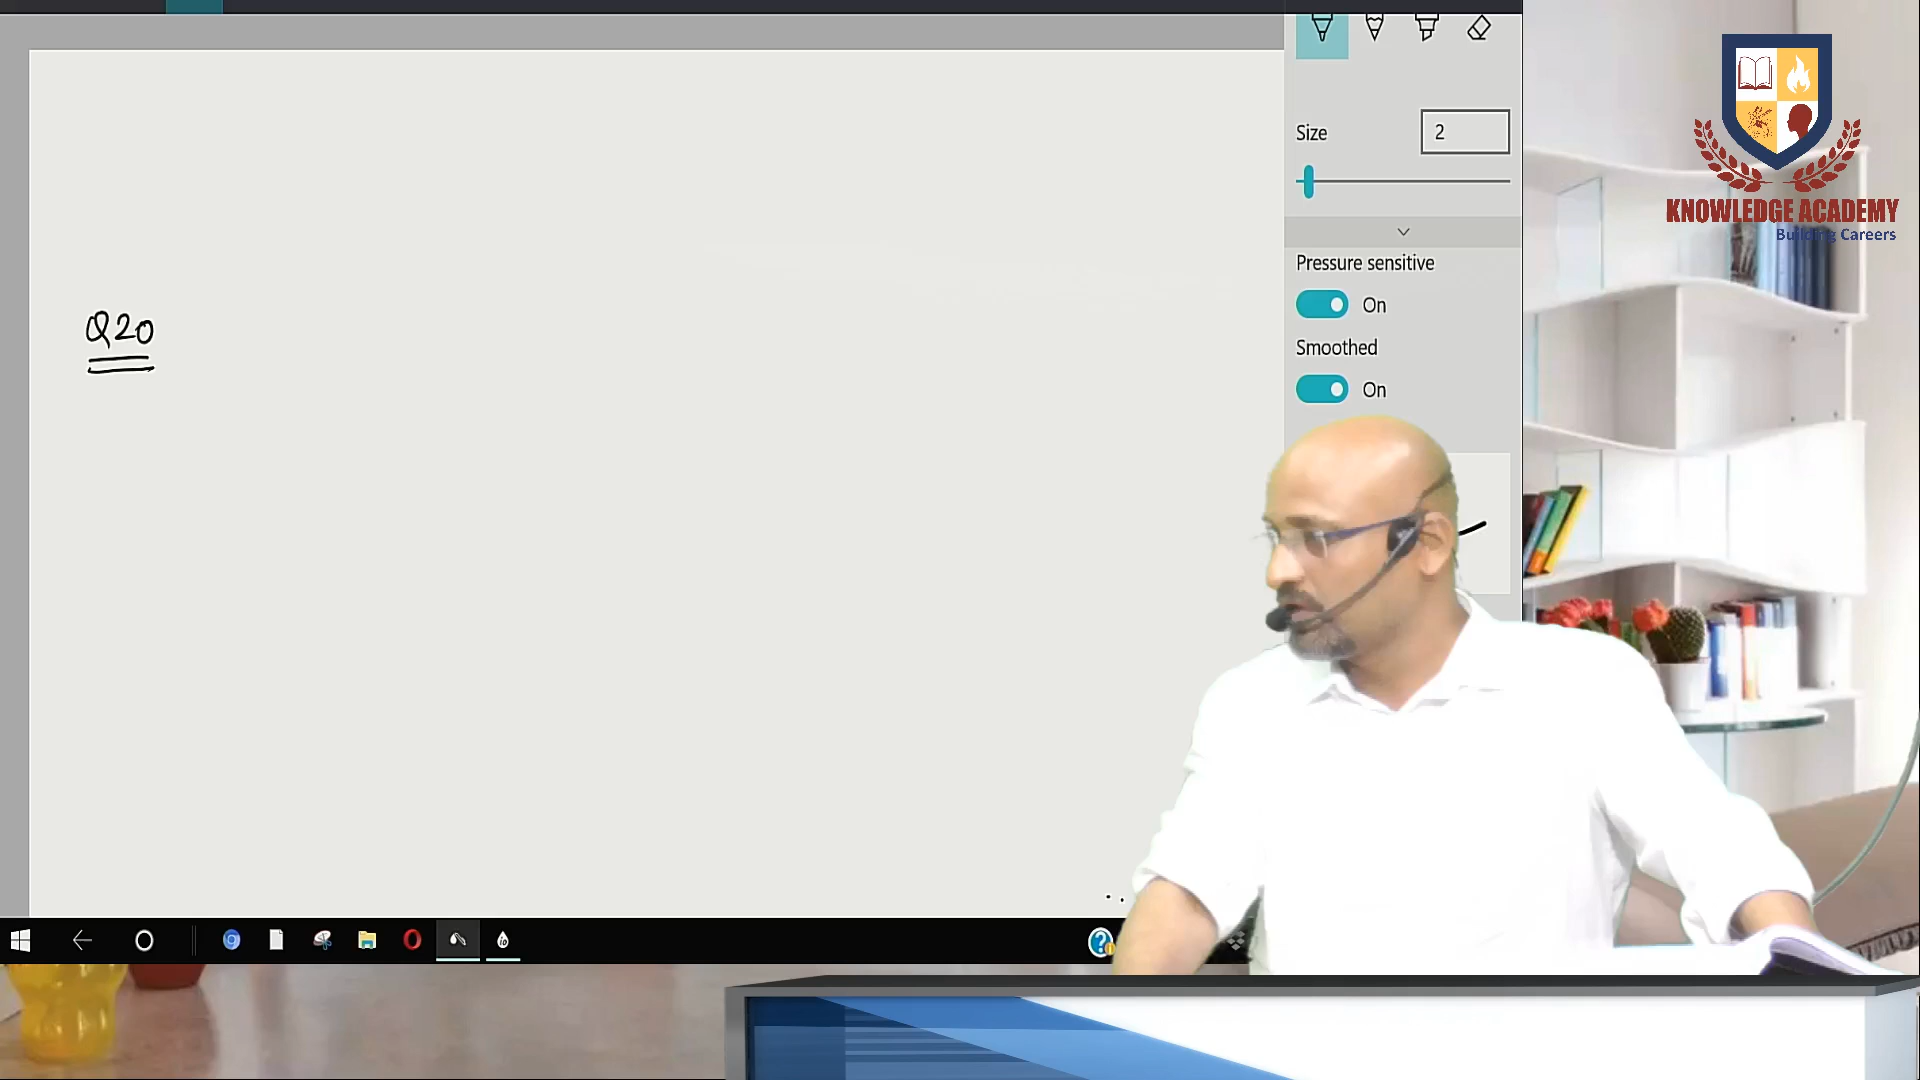 Size
2
KNOWLEDGE ACADEMY
Building Careers
Pressure sensitive
On
Q20
Smoothed
On